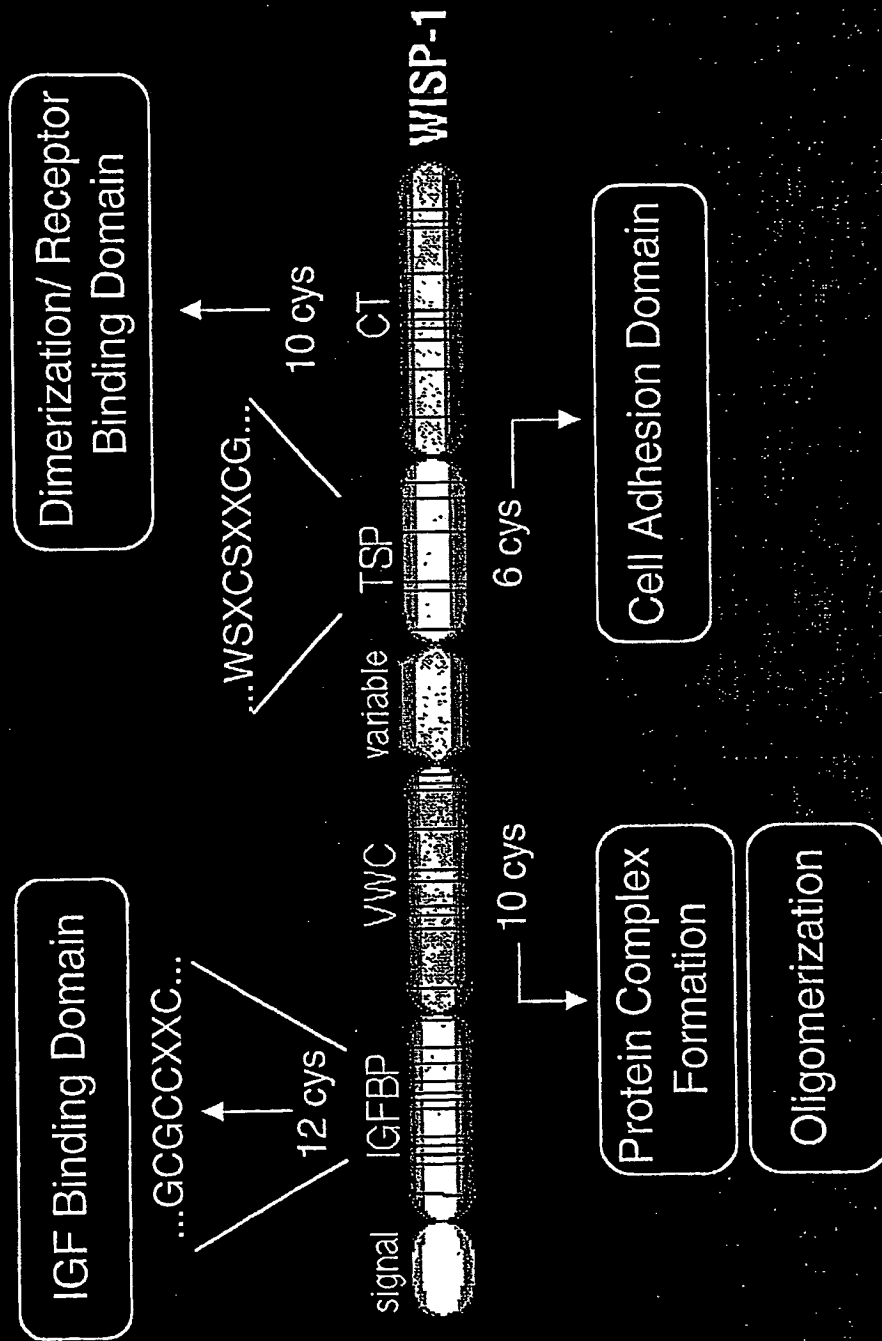 IGF Binding Domain
...GCGCCXXC...
12 cys
Dimerization/ Receptor
Binding Domain
...WSXCSXXCG...
10 cys
signal
IGFBP
VWC
variable
TSP
CT
WISP-1
10 cys
6 cys
Protein Complex
Formation
Oligomerization
Cell Adhesion Domain